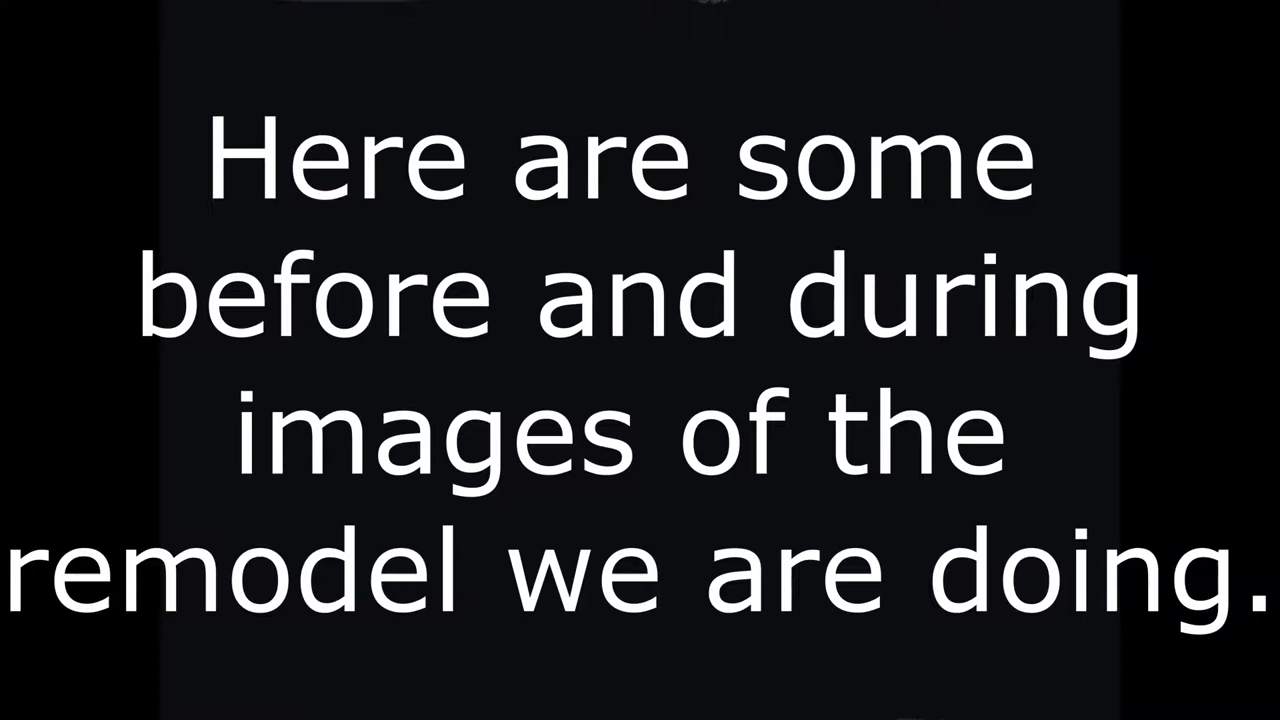 Here are some
before and during
images of the
remodel we are doing.